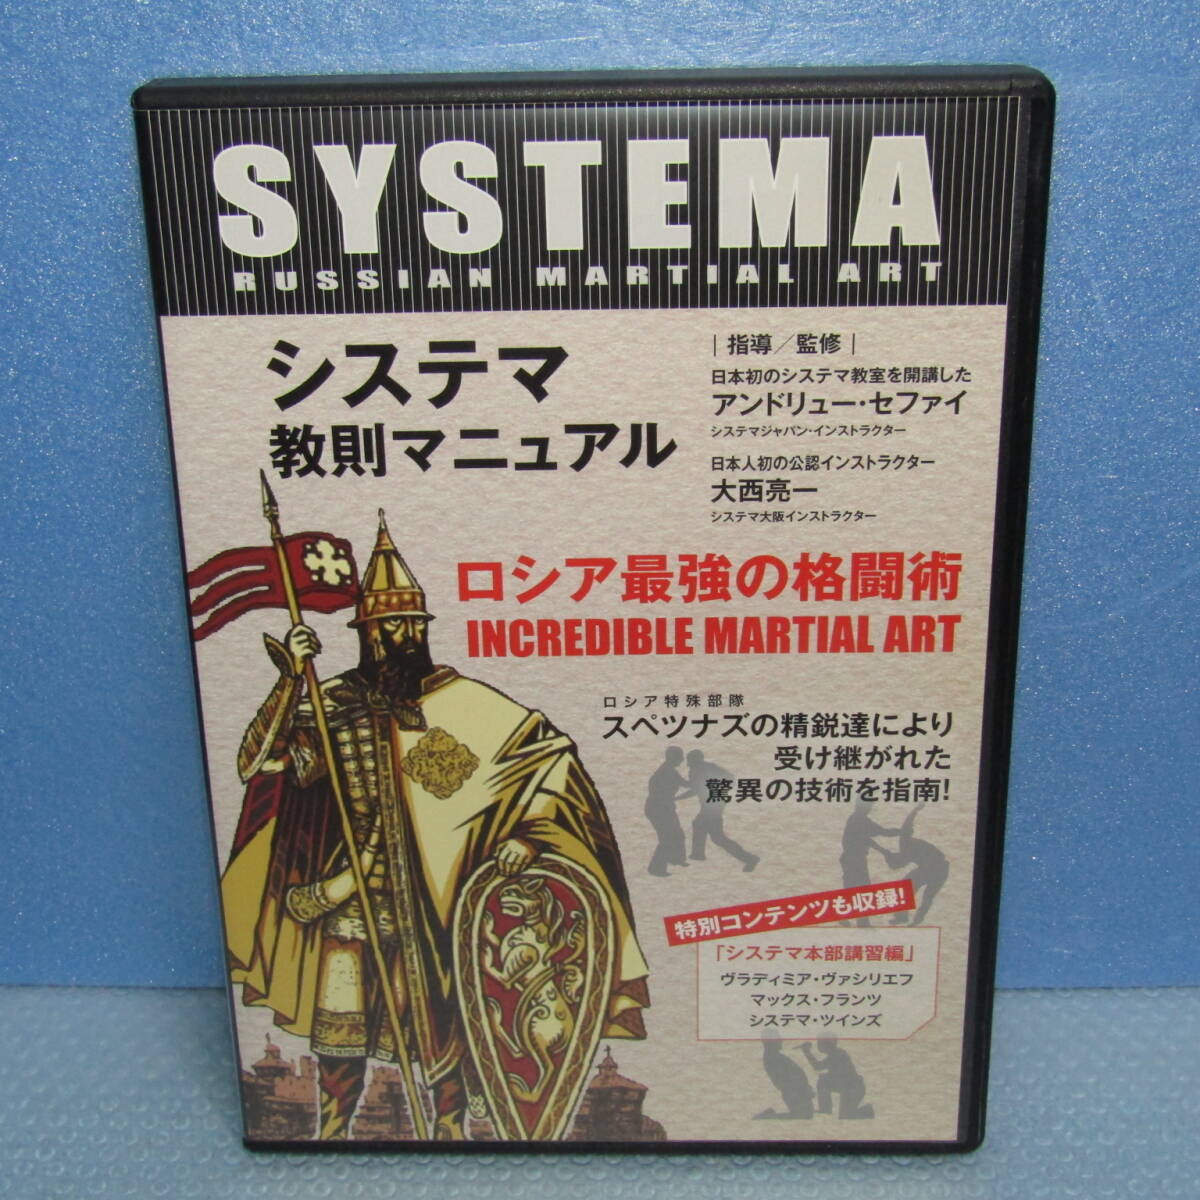 SYSTEMA
RUSSIAN MARTIAL ART
システマ
教則マニュアル
｜指導／監修｜
日本初のシステマ教室を開講した
アンドリュー・セファイ
システマジャパン・インストラクター
日本人初の公認インストラクター
大西亮一
システマ大阪インストラクター
ロシア最強の格闘術
INCREDIBLE MARTIAL ART
ロシア特殊部隊
スペツナズの精鋭達により
受け継がれた
驚異の技術を指南!
特別コンテンツも収録!
「システマ本部講習編」
ヴラディミア・ヴァシリエフ
マックス・フランツ
システマ・ツインズ